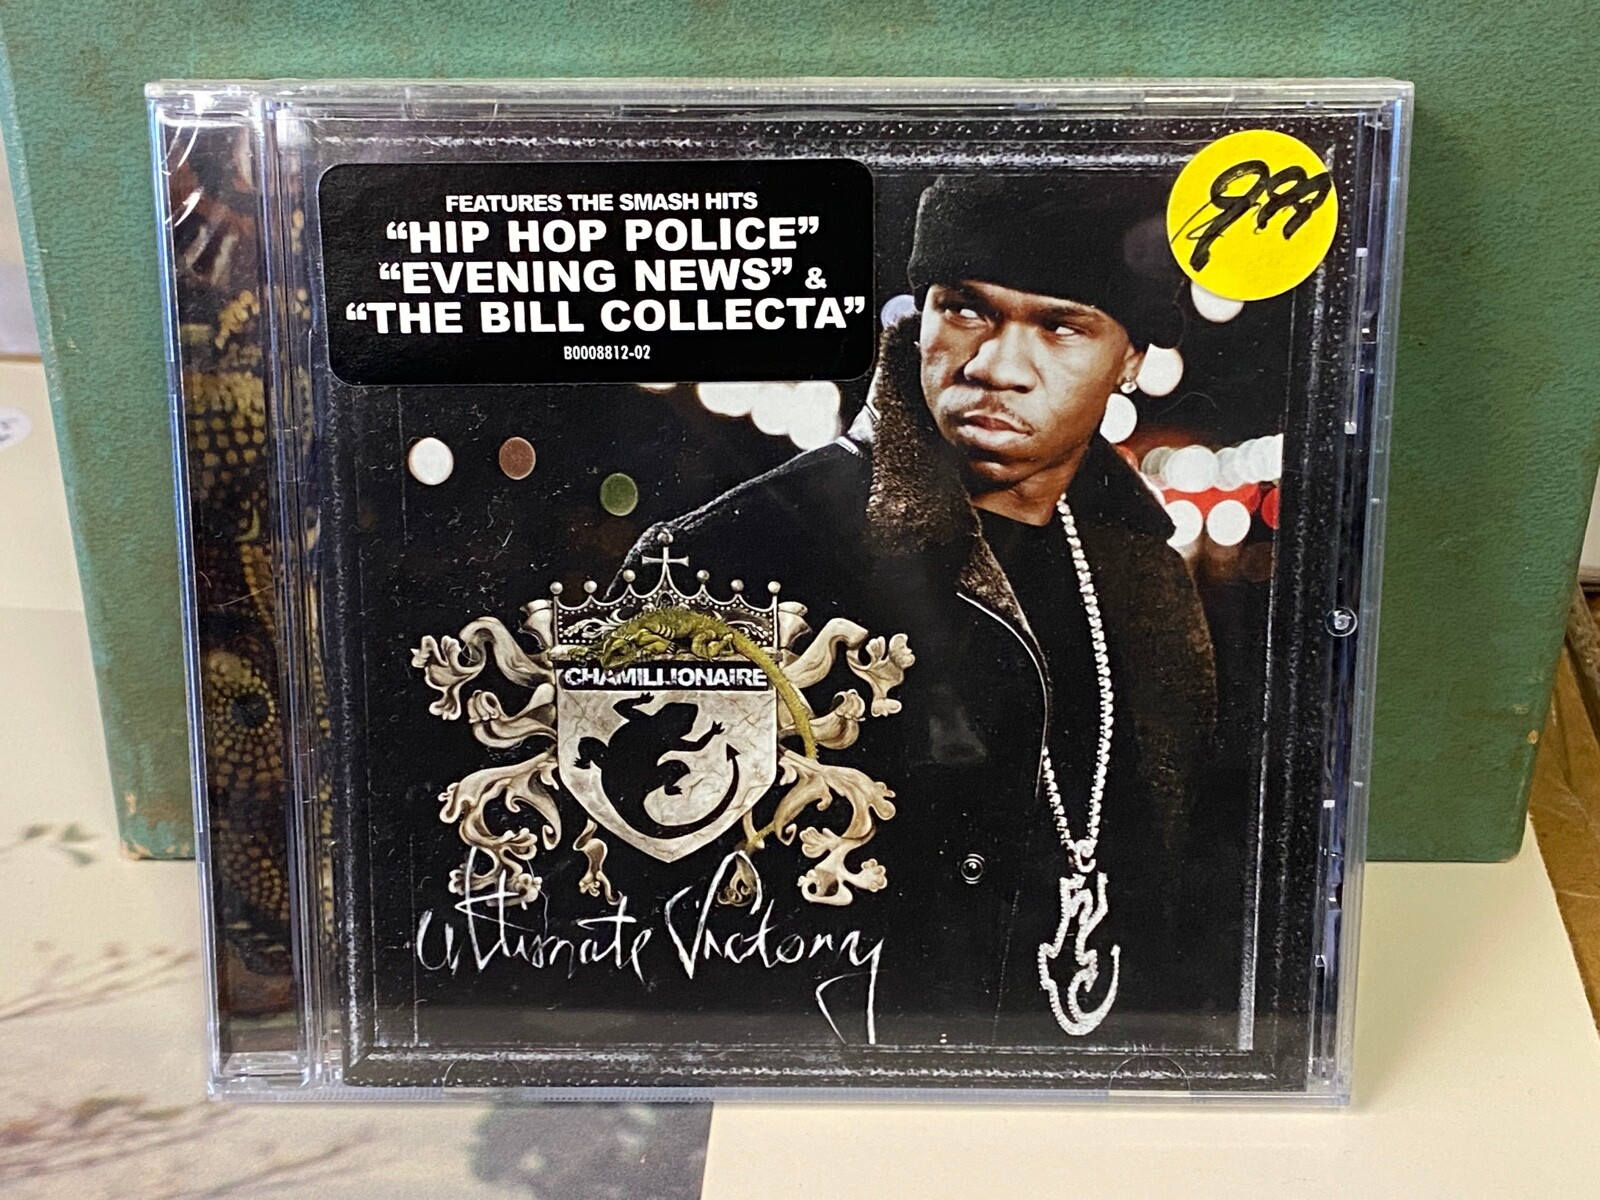 FEATURES THE SMASH HITS
“HIP HOP POLICE”
“EVENING NEWS” &
“THE BILL COLLECTA”
B0008812-02
CHAMILLIONAIRE
Ultimate Victory